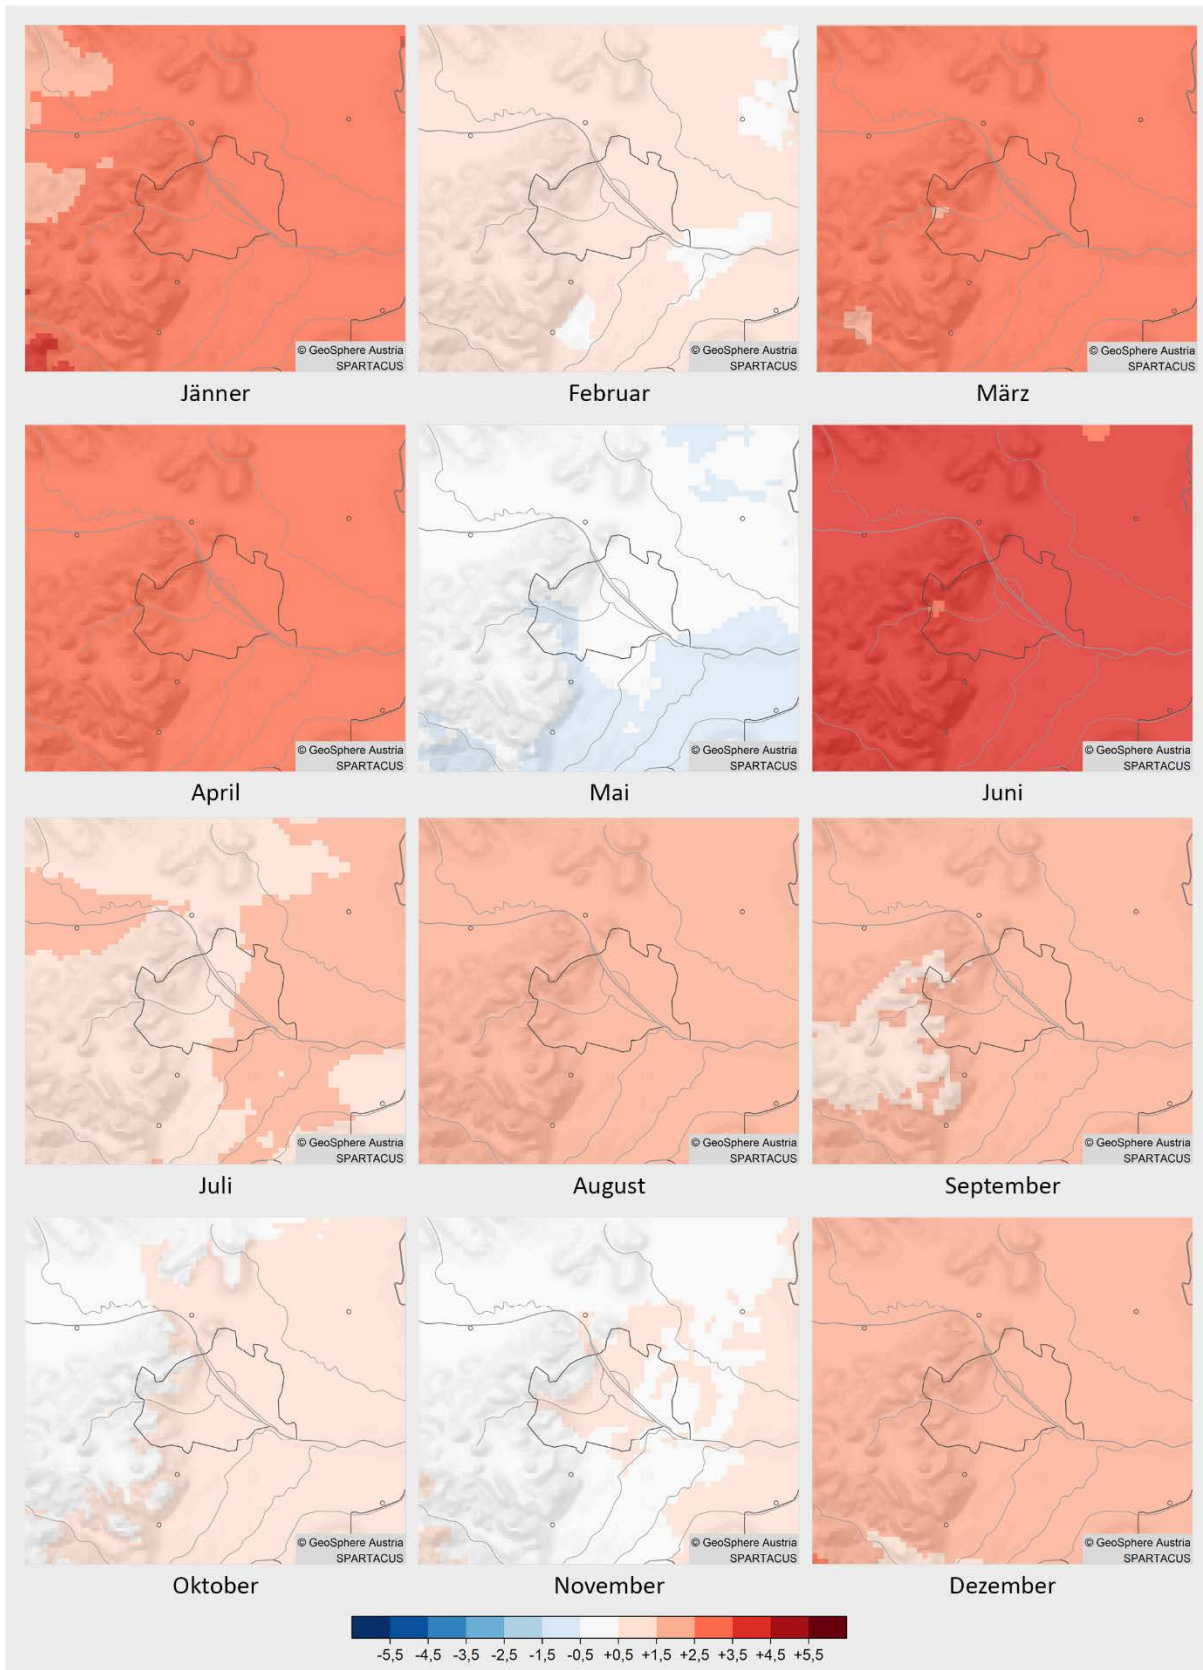 © GeoSphere Austria
SPARTACUS
© GeoSphere Austria
SPARTACUS
© GeoSphere Austria
SPARTACUS
Jänner
Februar
März
© GeoSphere Austria
SPARTACUS
© GeoSphere Austria
SPARTACUS
© GeoSphere Austria
SPARTACUS
April
Mai
Juni
© GeoSphere Austria
SPARTACUS
© GeoSphere Austria
SPARTACUS
© GeoSphere Austria
SPARTACUS
Juli
August
September
© GeoSphere Austria
SPARTACUS
© GeoSphere Austria
SPARTACUS
© GeoSphere Austria
SPARTACUS
Oktober
November
Dezember
-5,5 -4,5 -3,5 -2,5 -1,5 -0,5 +0,5 +1,5 +2,5 +3,5 +4,5 +5,5